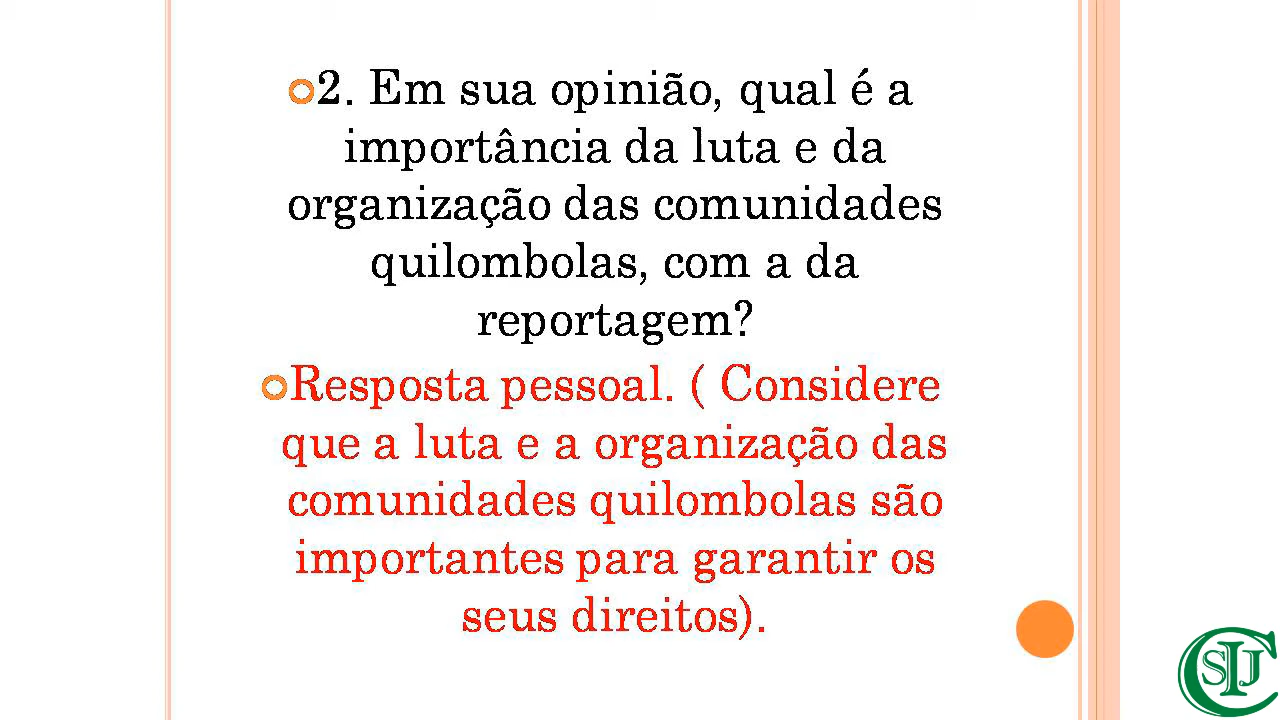 2. Em sua opinião, qual é a
importância da luta e da
organização das comunidades
quilombolas, com a da
reportagem?
Resposta pessoal. ( Considere
que a luta e a organização das
comunidades quilombolas são
importantes para garantir os
seus direitos).
CSIJ